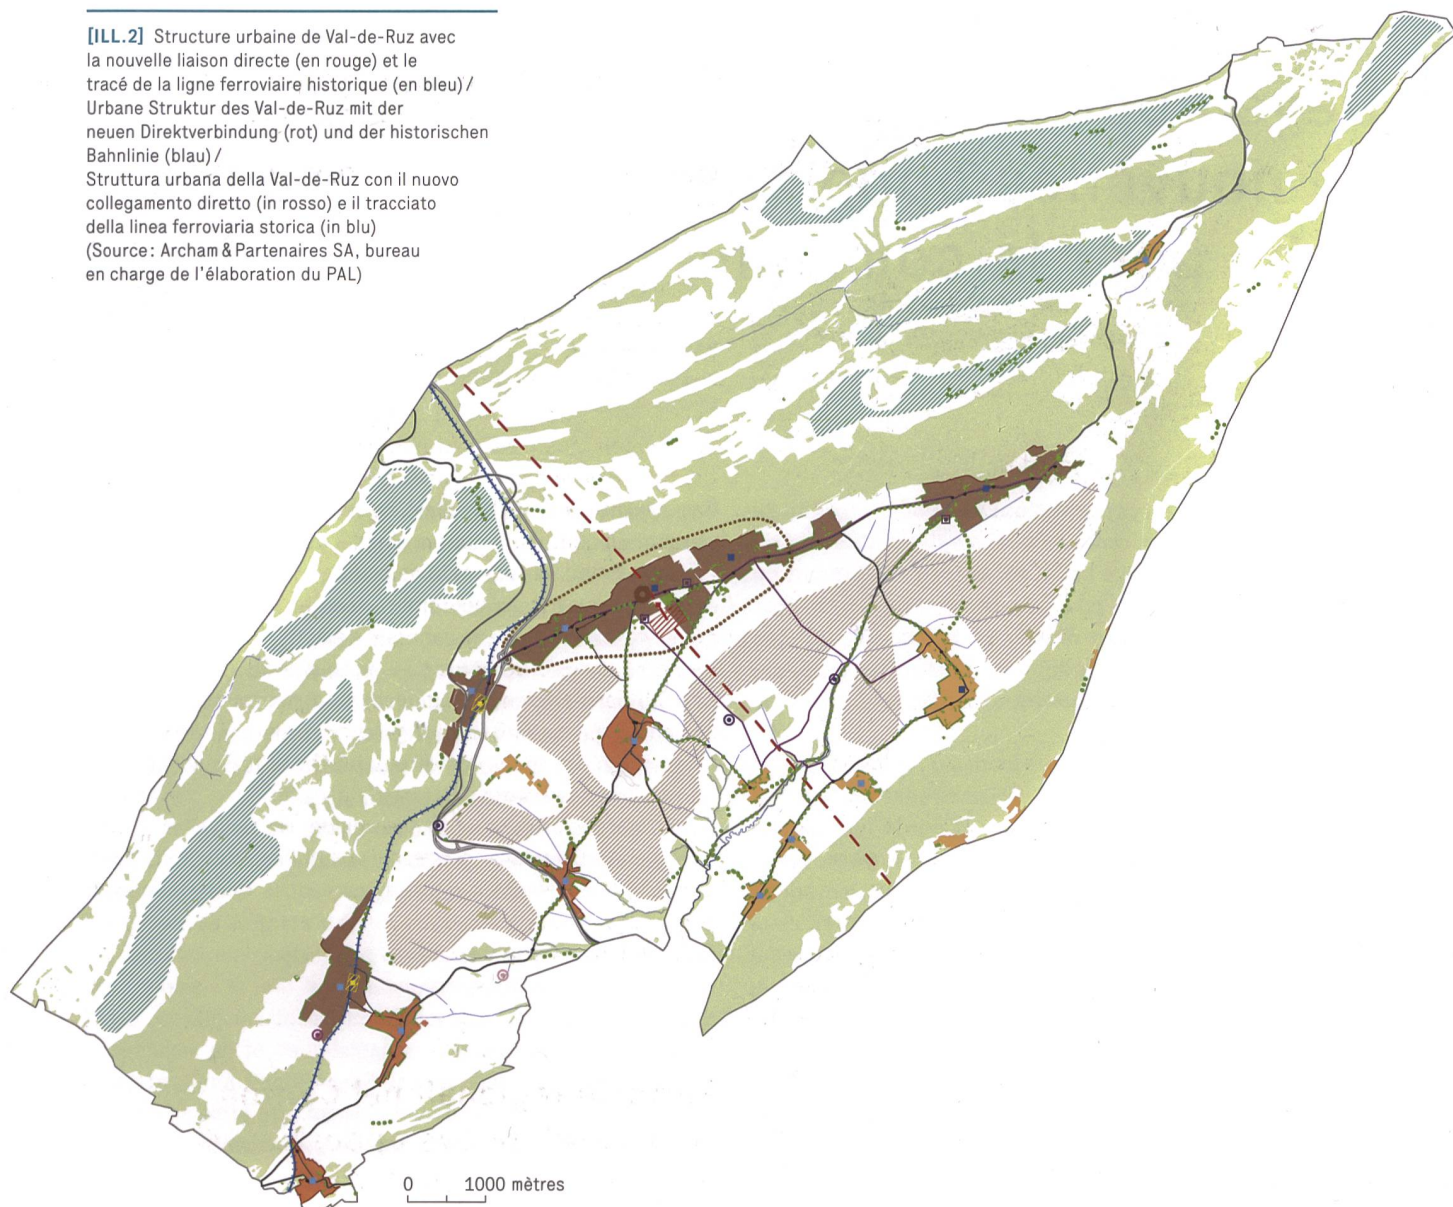 [ILL.2] Structure urbaine de Val-de-Ruz avec
la nouvelle liaison directe (en rouge) et le
tracé de la ligne ferroviaire historique (en bleu) /
Urbane Struktur des Val-de-Ruz mit der
neuen Direktverbindung (rot) und der historischen
Bahnlinie (blau) /
Struttura urbana della Val-de-Ruz con il nuovo
collegamento diretto (in rosso) e il tracciato
della linea ferroviaria storica (in blu)
(Source : Archam & Partenaires SA, bureau
en charge de l'élaboration du PAL)
0 1000 mètres